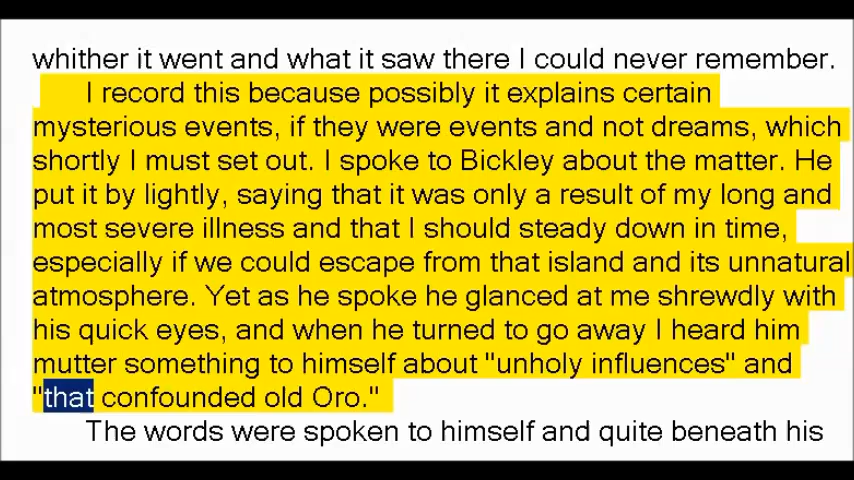 whither it went and what it saw there I could never remember.
I record this because possibly it explains certain
mysterious events, if they were events and not dreams, which
shortly I must set out. I spoke to Bickley about the matter. He
put it by lightly, saying that it was only a result of my long and
most severe illness and that I should steady down in time,
especially if we could escape from that island and its unnatural
atmosphere. Yet as he spoke he glanced at me shrewdly with
his quick eyes, and when he turned to go away I heard him
mutter something to himself about "unholy influences" and
"that confounded old Oro."
The words were spoken to himself and quite beneath his